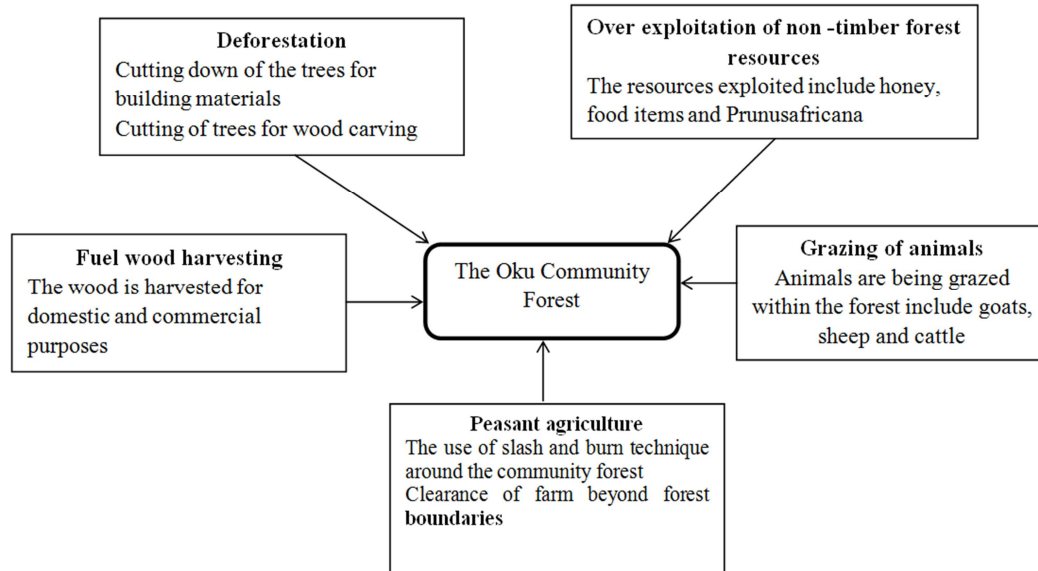 Deforestation
Cutting down of the trees for
building materials
Cutting of trees for wood carving
Over exploitation of non -timber forest
resources
The resources exploited include honey,
food items and Prunusafricana
Fuel wood harvesting
The wood is harvested for
domestic and commercial
purposes
The Oku Community
Forest
Grazing of animals
Animals are being grazed
within the forest include goats,
sheep and cattle
Peasant agriculture
The use of slash and burn technique
around the community forest
Clearance of farm beyond forest
boundaries